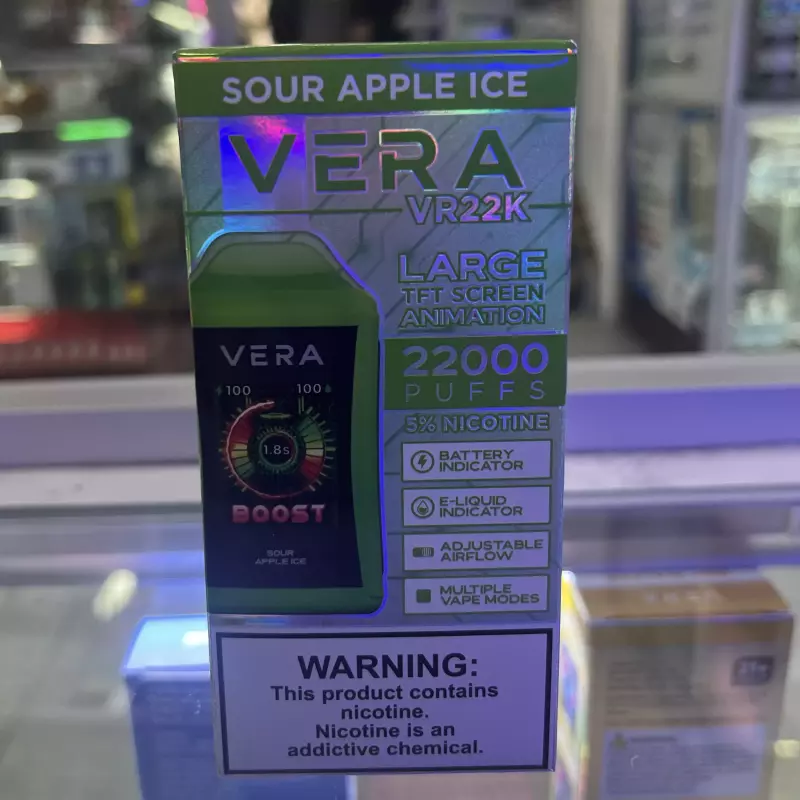 SOUR APPLE ICE
VERA
VR22K
LARGE
TFT SCREEN
ANIMATION
22000
PUFFS
5% NICOTINE
BATTERY
INDICATOR
E-LIQUID
INDICATOR
ADJUSTABLE
AIRFLOW
MULTIPLE
VAPE MODES
VERA
100 100
1.8s
BOOST
SOUR
APPLE ICE
WARNING:
This product contains
nicotine.
Nicotine is an
addictive chemical.